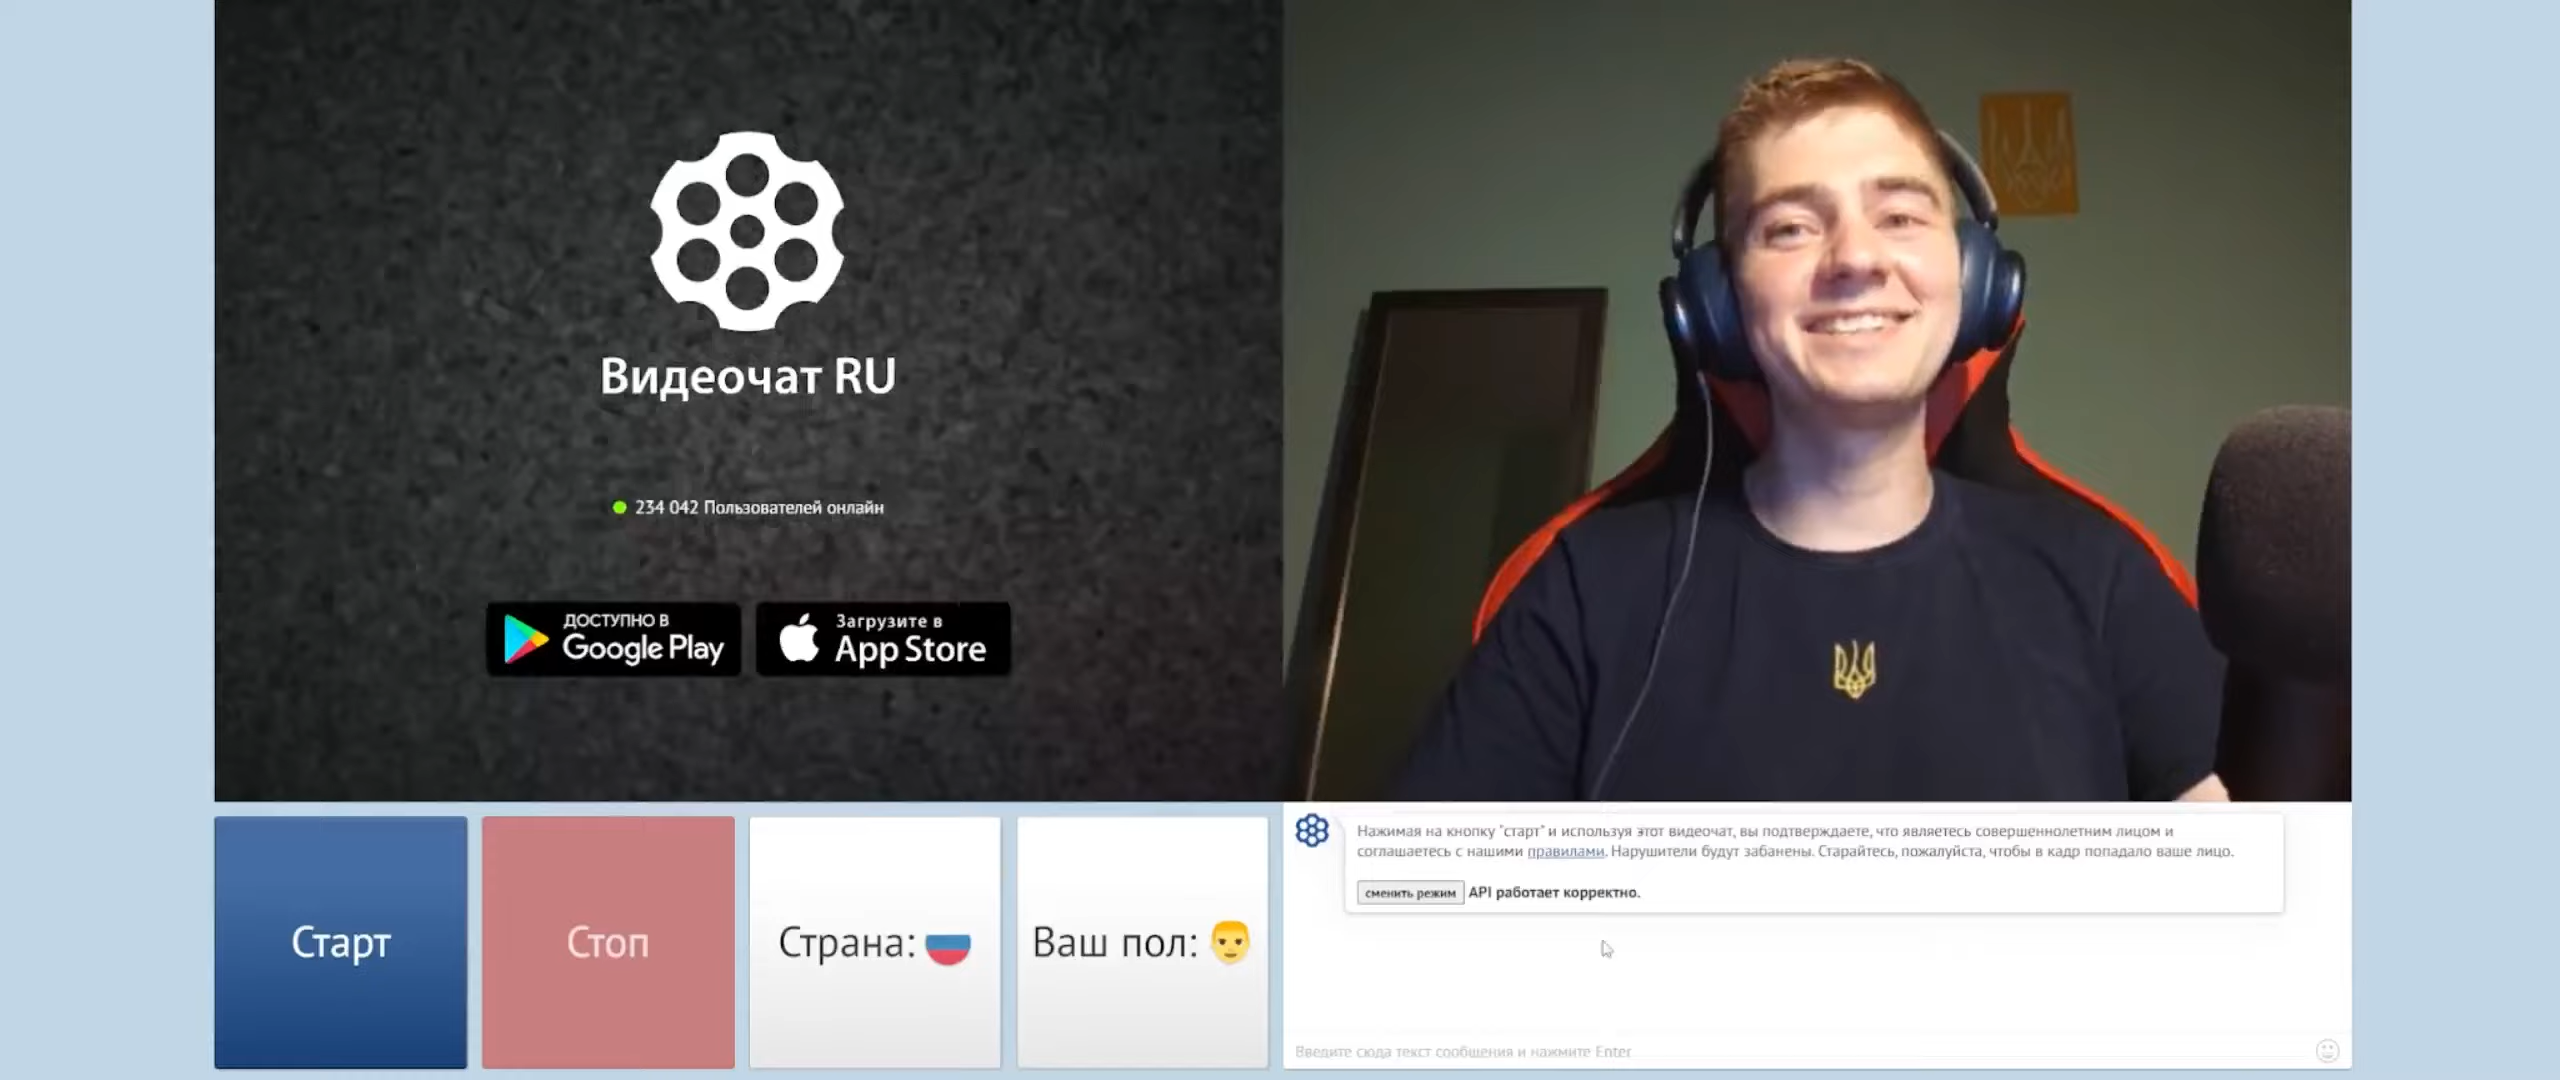 Видеочат RU
234 042 Пользователей онлайн
ДОСТУПНО В
Google Play
Загрузите в
App Store
Старт
Стоп
Страна:
Ваш пол:
Нажимая на кнопку "старт" и используя этот видеочат, вы подтверждаете, что являетесь совершеннолетним лицом и
соглашаетесь с нашими правилами. Нарушители будут забанены. Старайтесь, пожалуйста, чтобы в кадр попадало ваше лицо.
сменить режим API работает корректно.
Введите сюда текст сообщения и нажмите Enter